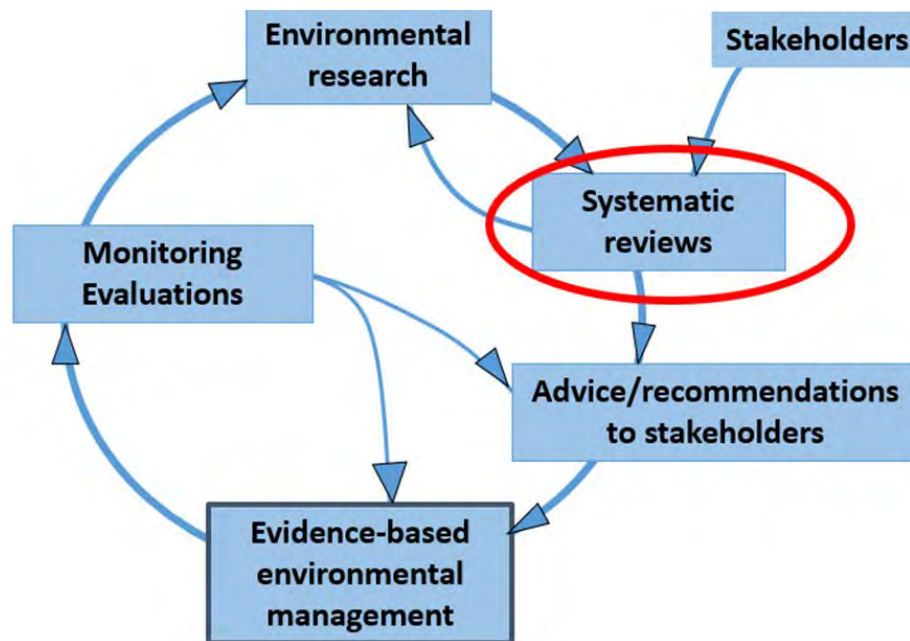 Environmental
research
Stakeholders
Systematic
reviews
Monitoring
Evaluations
Advice/recommendations
to stakeholders
Evidence-based
environmental
management